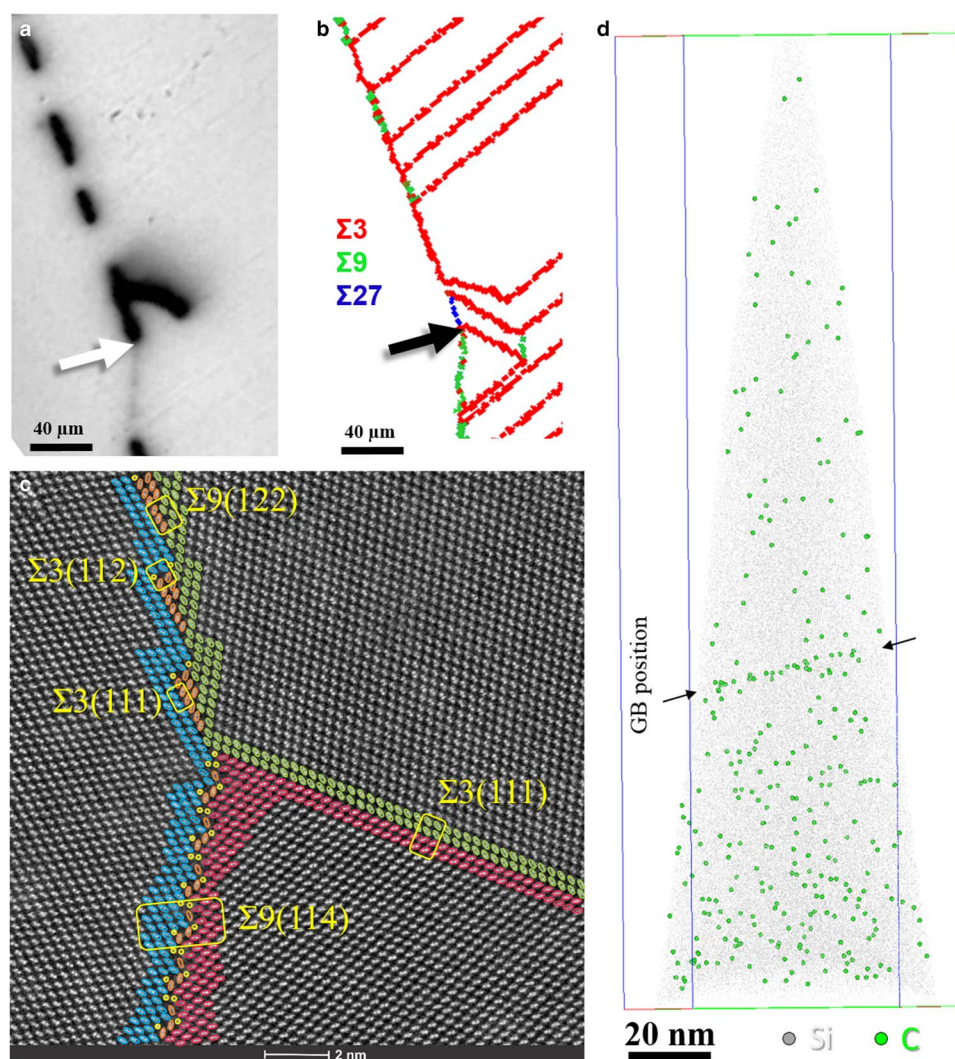 a
40 µm
b
Σ3
Σ9
Σ27
40 µm
c
Σ9(122)
Σ3(112)
Σ3(111)
Σ3(111)
Σ9(114)
2 nm
d
GB position
20 nm
Si
C